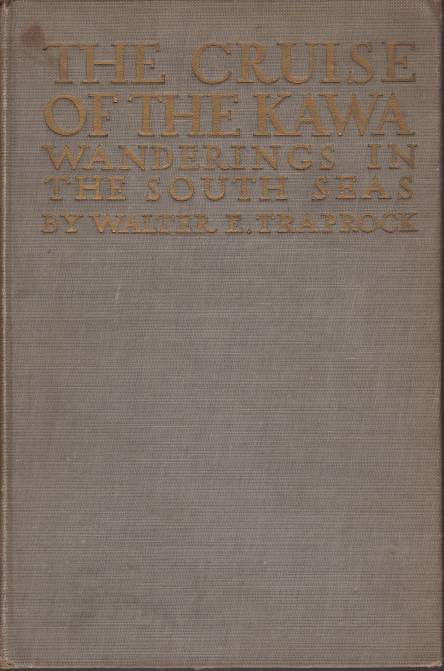 THE CRUISE
OF THE KAWA
WANDERINGS IN
THE SOUTH SEAS
BY WALTER E. TRAPROCK